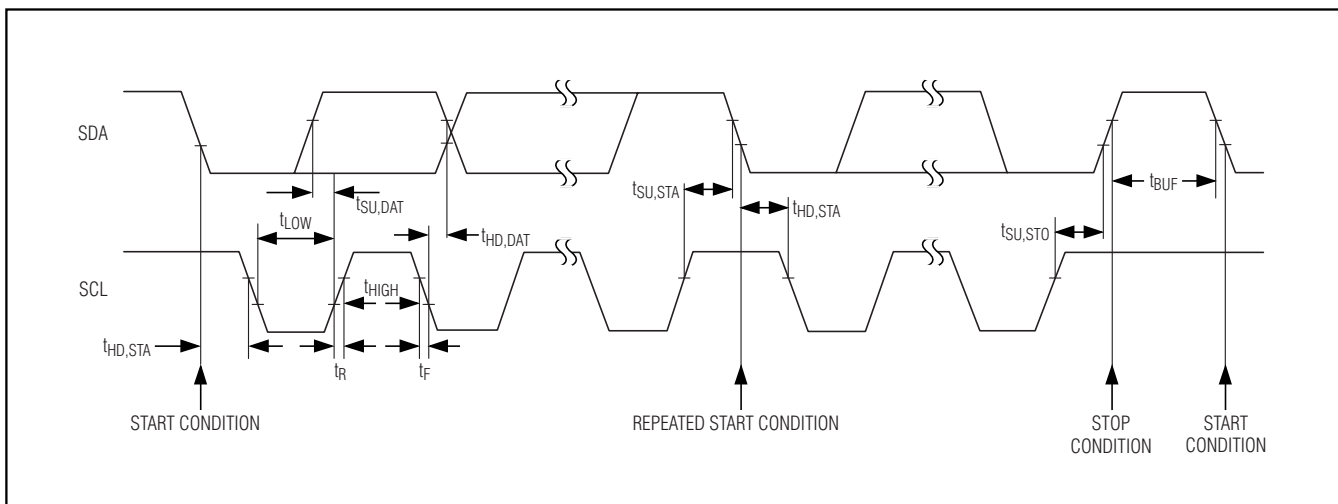 SDA
tSU,DAT
tLOW
tHD,DAT
tSU,STA
tHD,STA
tBUF
tSU,STO
SCL
tHIGH
tHD,STA
tR
tF
START CONDITION
REPEATED START CONDITION
STOP
CONDITION
START
CONDITION